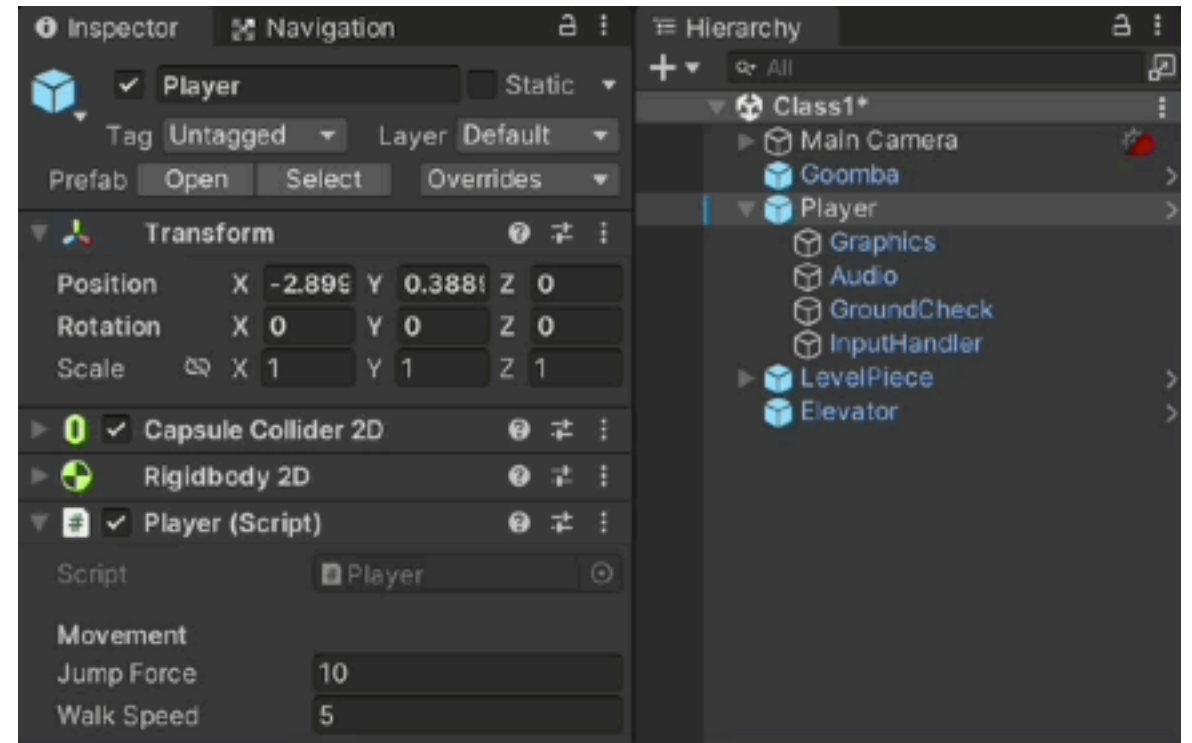 Inspector Navigation
Player Static
Tag Untagged Layer Default
Prefab Open Select Overrides
Transform
Position X -2.899 Y 0.388 Z 0
Rotation X 0 Y 0 Z 0
Scale X 1 Y 1 Z 1
Capsule Collider 2D
Rigidbody 2D
# Player (Script)
Script # Player
Movement
Jump Force 10
Walk Speed 5
Hierarchy
All
Class1*
Main Camera
Goomba
Player
Graphics
Audio
GroundCheck
InputHandler
LevelPiece
Elevator